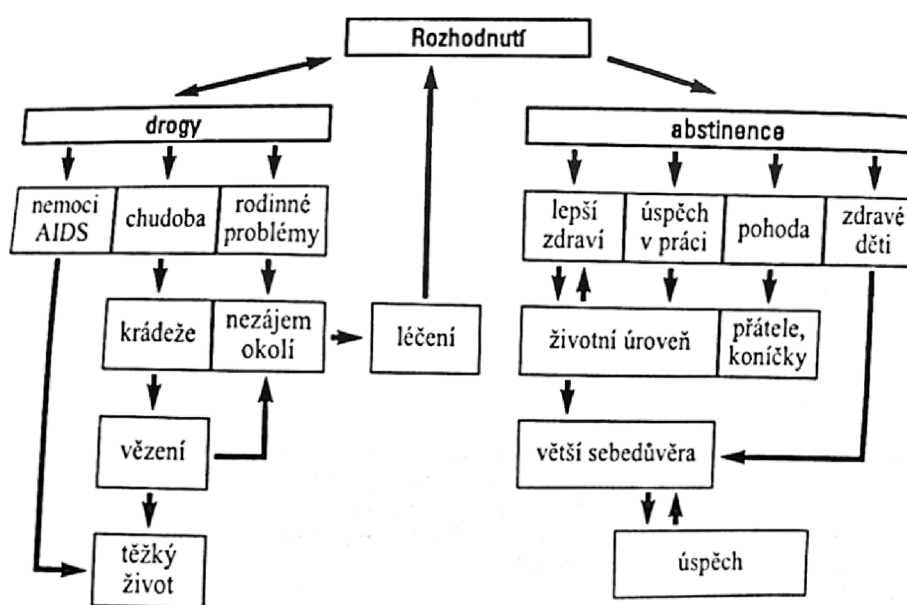 Rozhodnutí
drogy
abstinence
nemoci
AIDS
chudoba
rodinné
problémy
lepší
zdraví
úspěch
v práci
pohoda
zdravé
děti
krádeže
nezájem
okolí
léčení
životní úroveň
přátele,
koníčky
vězení
větší sebedůvěra
těžký
život
úspěch